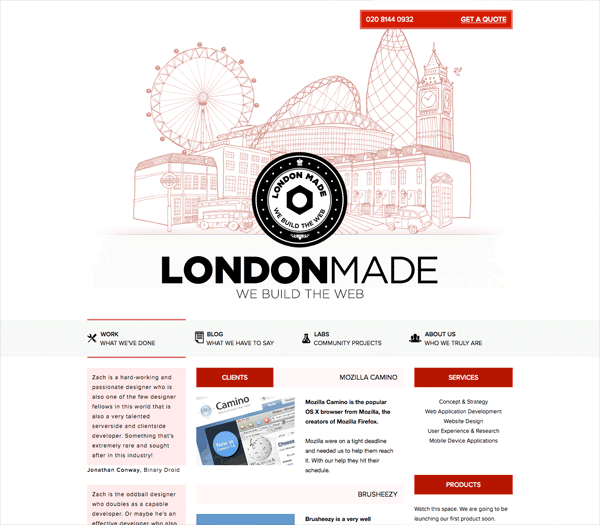 020 8144 0932 GET A QUOTE
LONDON MADE
WE BUILD THE WEB
LONDONMADE
WE BUILD THE WEB
WORK
WHAT WE'VE DONE
BLOG
WHAT WE HAVE TO SAY
LABS
COMMUNITY PROJECTS
ABOUT US
WHO WE TRULY ARE
Zach is a hard-working and
passionate designer who is
also one of the few designer
fellows in this world that is
also a very talented
serverside and clientside
developer. Something that's
extremely rare and sought
after in this industry!
Jonathan Conway, Binary Droid
Zach is the oddball designer
who doubles as a capable
developer. Or maybe he's an
effective developer who also
CLIENTS
MOZILLA CAMINO
Camino
New in
Mozilla Camino is the popular
OS X browser from Mozilla, the
creators of Mozilla Firefox.
Mozilla were on a tight deadline
and needed us to help them reach
it. With our help they hit their
schedule.
BRUSHEEZY
Brusheezy is a very well
SERVICES
Concept & Strategy
Web Application Development
Website Design
User Experience & Research
Mobile Device Applications
PRODUCTS
Watch this space. We are going to be
launching our first product soon.